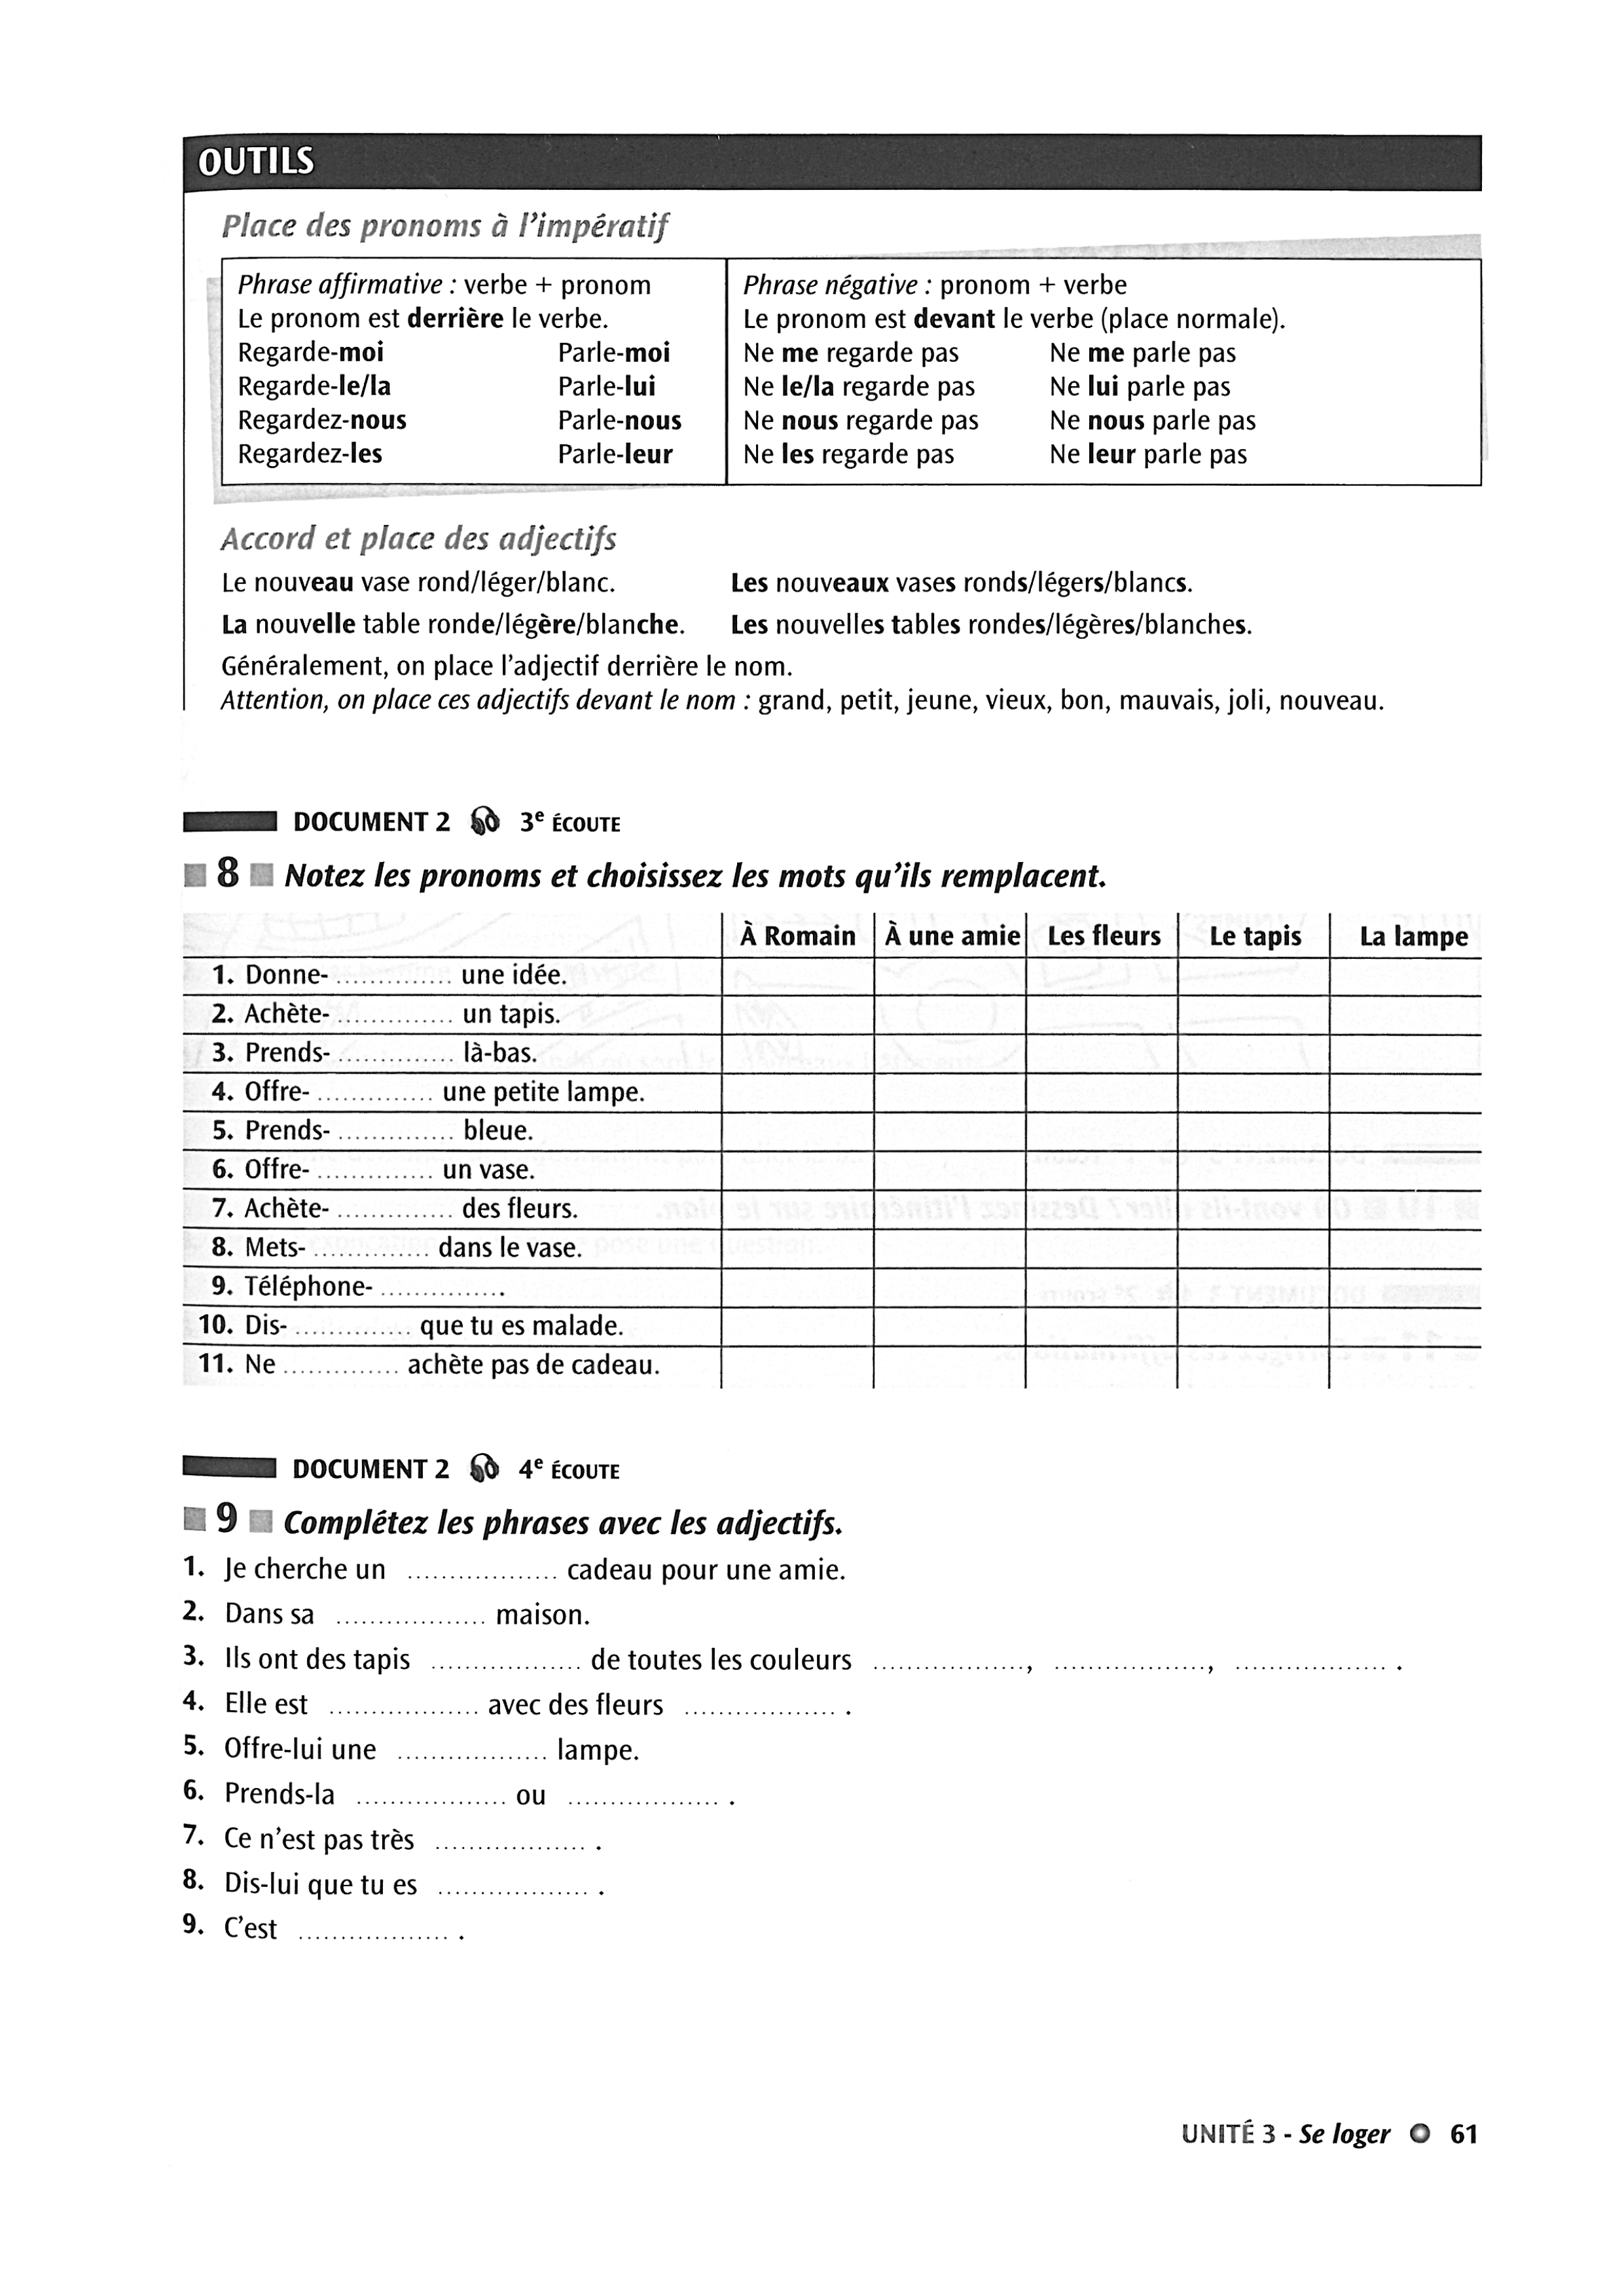 OUTILS
Place des pronoms à l'impératif
Phrase affirmative : verbe + pronom
Le pronom est derrière le verbe.
Regarde-moi Parle-moi
Regarde-le/la Parle-lui
Regardez-nous Parle-nous
Regardez-les Parle-leur
Phrase négative : pronom + verbe
Le pronom est devant le verbe (place normale).
Ne me regarde pas Ne me parle pas
Ne le/la regarde pas Ne lui parle pas
Ne nous regarde pas Ne nous parle pas
Ne les regarde pas Ne leur parle pas
Accord et place des adjectifs
Le nouveau vase rond/léger/blanc. Les nouveaux vases ronds/légers/blancs.
La nouvelle table ronde/légère/blanche. Les nouvelles tables rondes/légères/blanches.
Généralement, on place l'adjectif derrière le nom.
Attention, on place ces adjectifs devant le nom : grand, petit, jeune, vieux, bon, mauvais, joli, nouveau.
DOCUMENT 2 3e ÉCOUTE
8 Notez les pronoms et choisissez les mots qu'ils remplacent.
À Romain À une amie Les fleurs Le tapis La lampe
1. Donne- .............. une idée.
2. Achète- .............. un tapis.
3. Prends- .............. là-bas.
4. Offre- .............. une petite lampe.
5. Prends- .............. bleue.
6. Offre- .............. un vase.
7. Achète- .............. des fleurs.
8. Mets- .............. dans le vase.
9. Téléphone- ...............
10. Dis- .............. que tu es malade.
11. Ne .............. achète pas de cadeau.
DOCUMENT 2 4e ÉCOUTE
9 Complétez les phrases avec les adjectifs.
1. Je cherche un .................. cadeau pour une amie.
2. Dans sa .................. maison.
3. Ils ont des tapis .................. de toutes les couleurs .................., .................., .................. .
4. Elle est .................. avec des fleurs .................. .
5. Offre-lui une .................. lampe.
6. Prends-la .................. ou .................. .
7. Ce n'est pas très .................. .
8. Dis-lui que tu es .................. .
9. C'est .................. .
UNITÉ 3 - Se loger 61